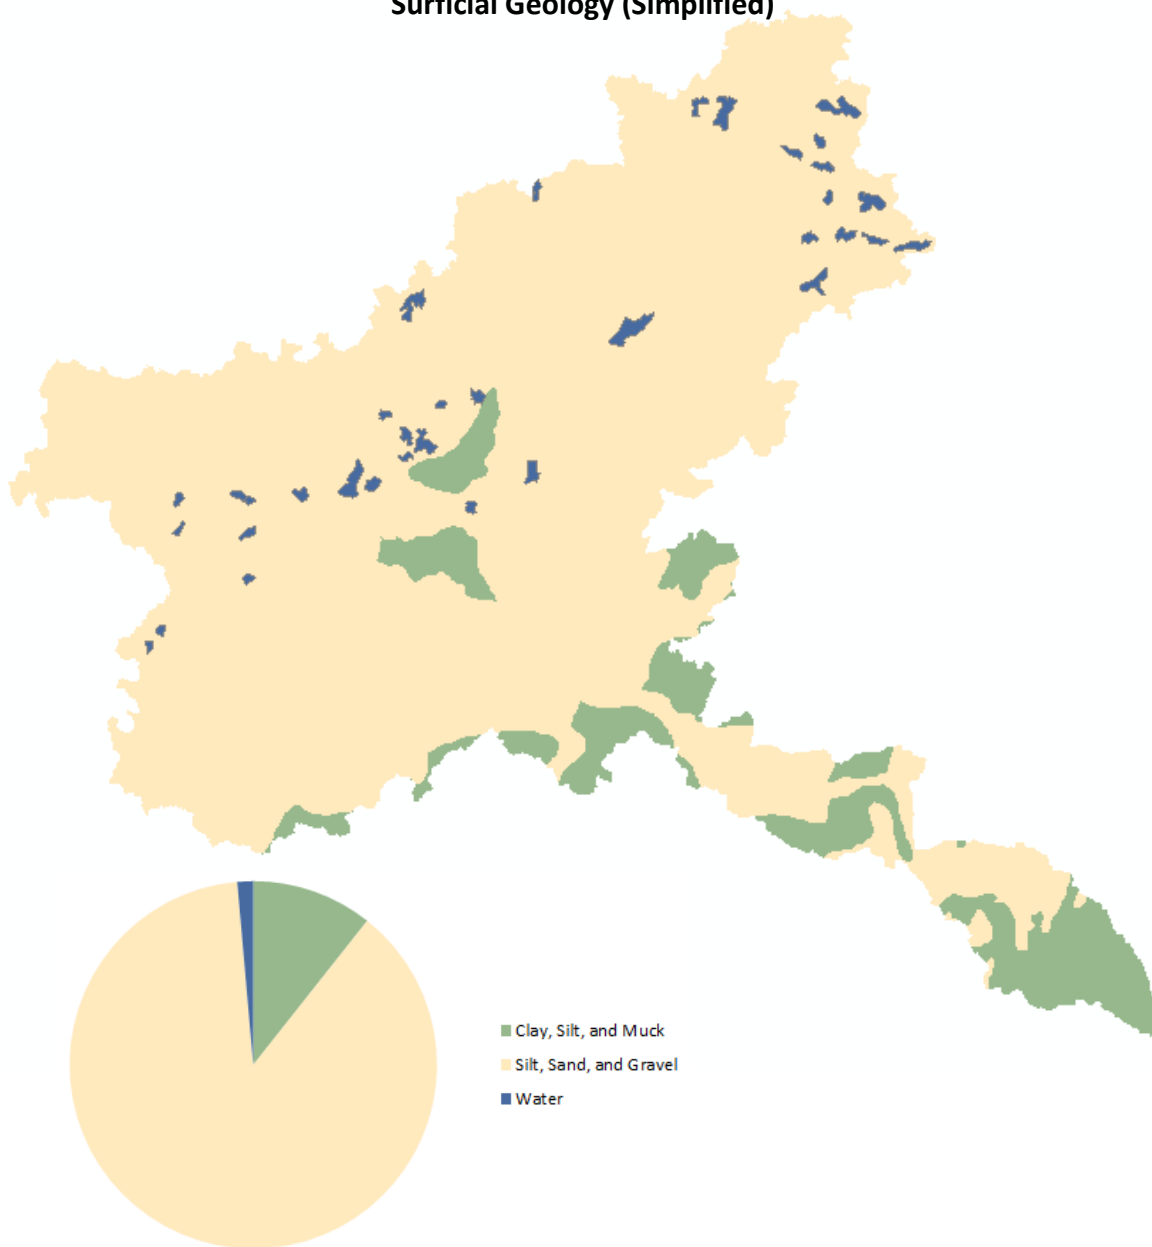 Surficial Geology (Simplified)
Clay, Silt, and Muck
Silt, Sand, and Gravel
Water